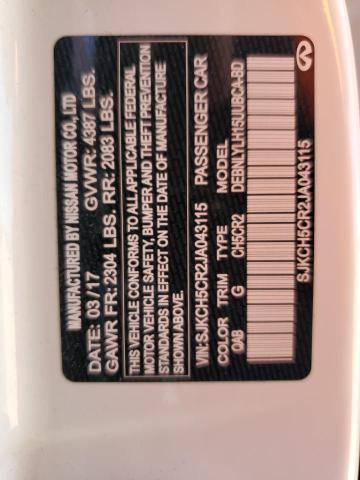 MANUFACTURED BY NISSAN MOTOR CO., LTD
DATE: 03/17 GVWR: 4387 LBS.
GAWR FR: 2304 LBS. RR: 2083 LBS.
THIS VEHICLE CONFORMS TO ALL APPLICABLE FEDERAL
MOTOR VEHICLE SAFETY, BUMPER AND THEFT PREVENTION
STANDARDS IN EFFECT ON THE DATE OF MANUFACTURE
SHOWN ABOVE.
VIN: SJKCH5CR2JA043115 PASSENGER CAR
COLOR TRIM TYPE MODEL
QAB G CH5CR2 DEBNLYLH15UUBCA-BD
SJKCH5CR2JA043115